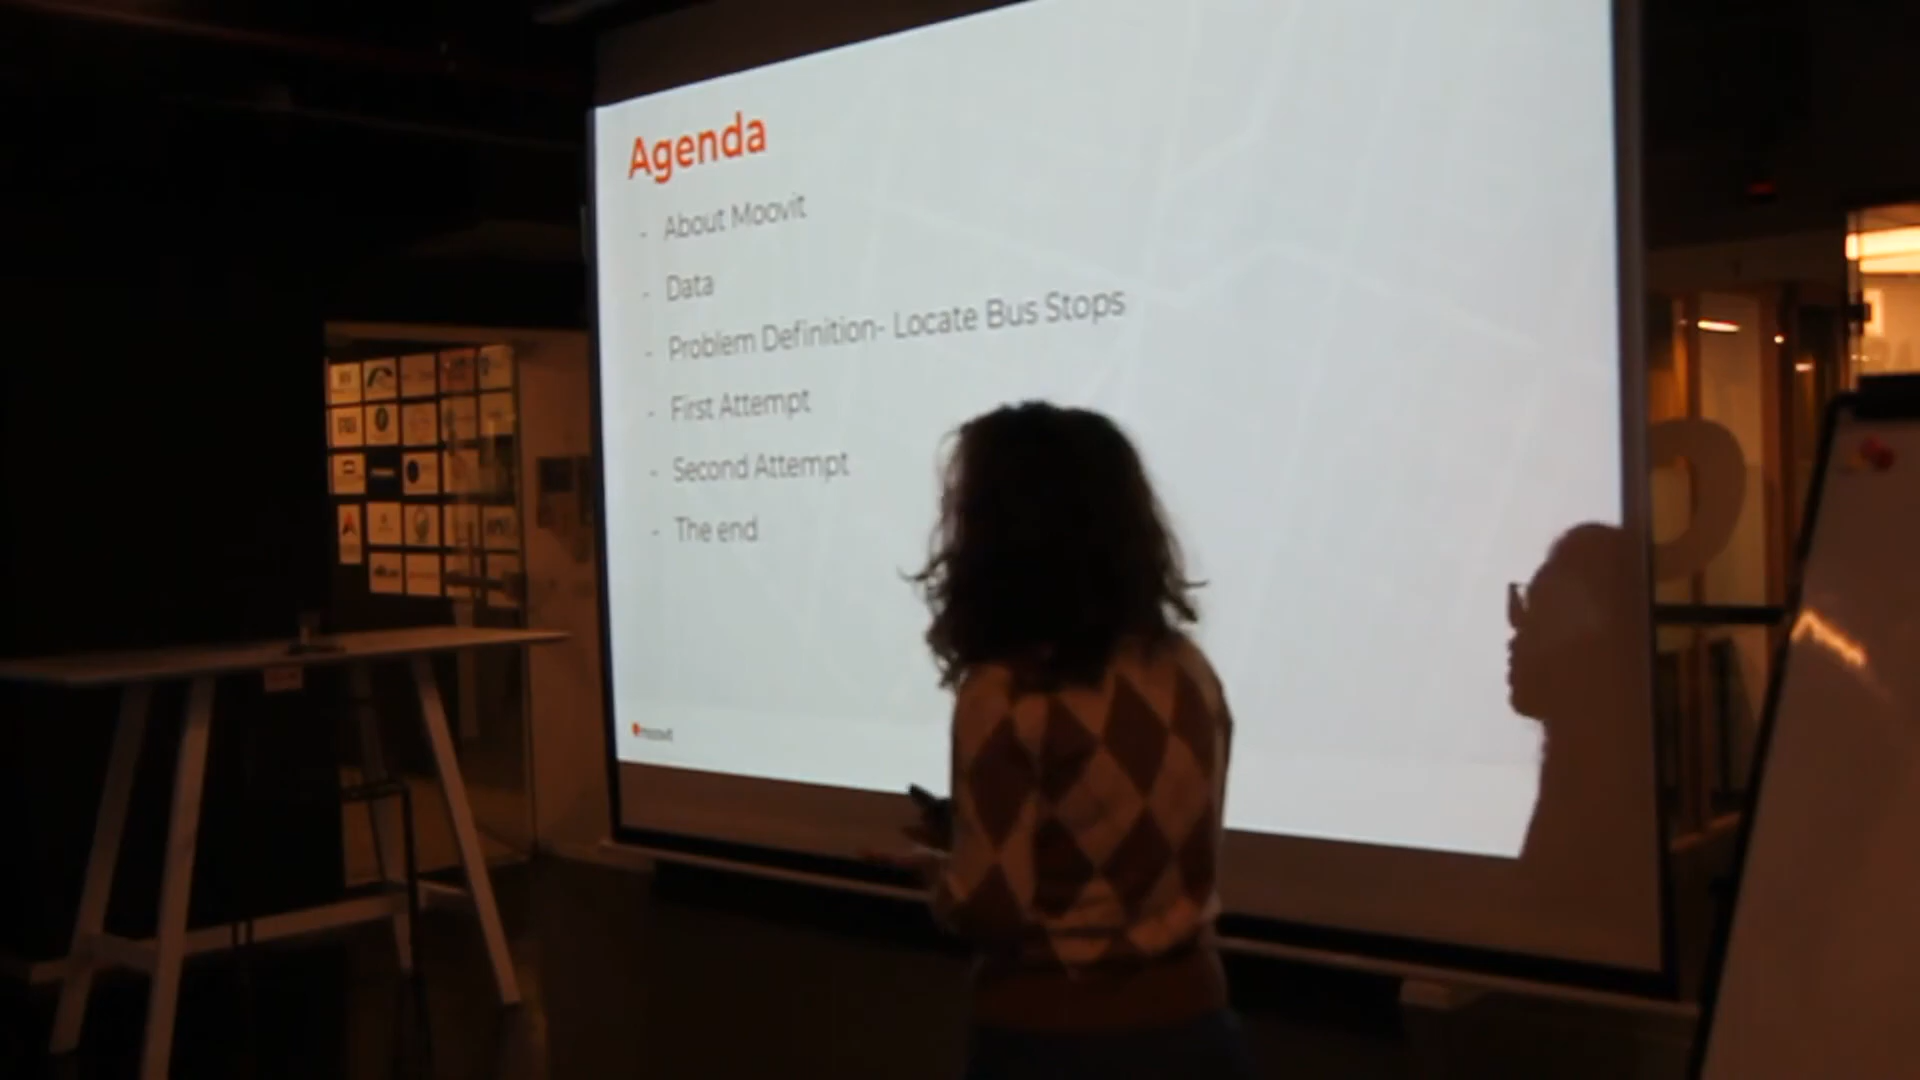 Agenda
- About Moovit
- Data
- Problem Definition- Locate Bus Stops
- First Attempt
- Second Attempt
- The end
moovit